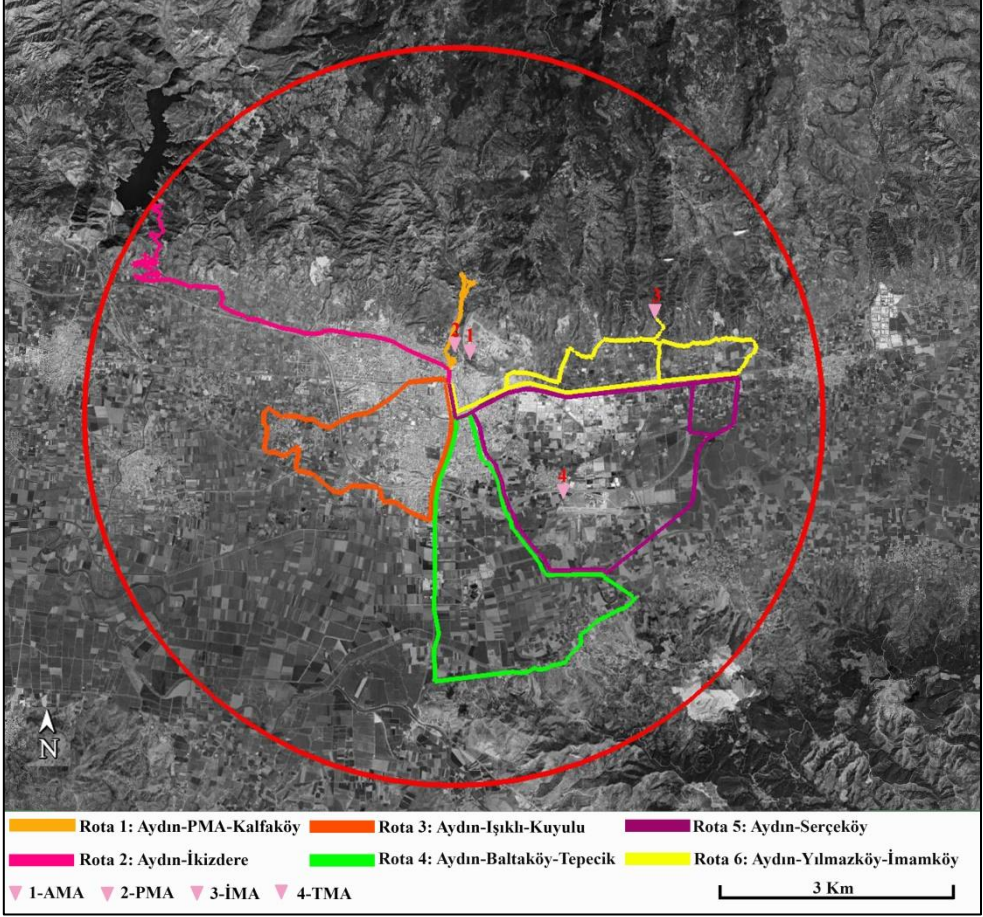 3
2
1
4
N
Rota 1: Aydın-PMA-Kalfaköy
Rota 3: Aydın-Işıklı-Kuyulu
Rota 5: Aydın-Serçeköy
Rota 2: Aydın-İkizdere
Rota 4: Aydın-Baltaköy-Tepecik
Rota 6: Aydın-Yılmazköy-İmamköy
1-AMA 2-PMA 3-İMA 4-TMA
3 Km